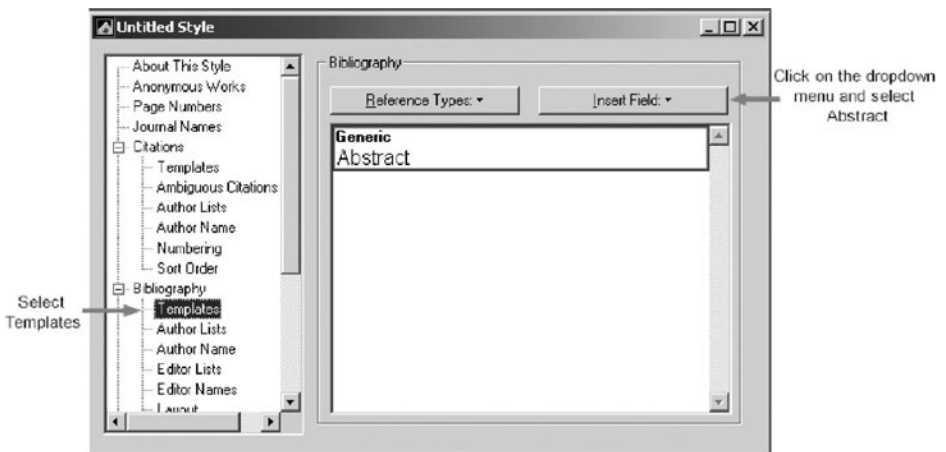 Untitled Style
About This Style
Anonymous Works
Page Numbers
Journal Names
Citations
Templates
Ambiguous Citations
Author Lists
Author Name
Numbering
Sort Order
Bibliography
Templates
Author Lists
Author Name
Editor Lists
Editor Names
Layout
Bibliography
Reference Types:
Insert Field:
Generic
Abstract
Click on the dropdown
menu and select
Abstract
Select
Templates